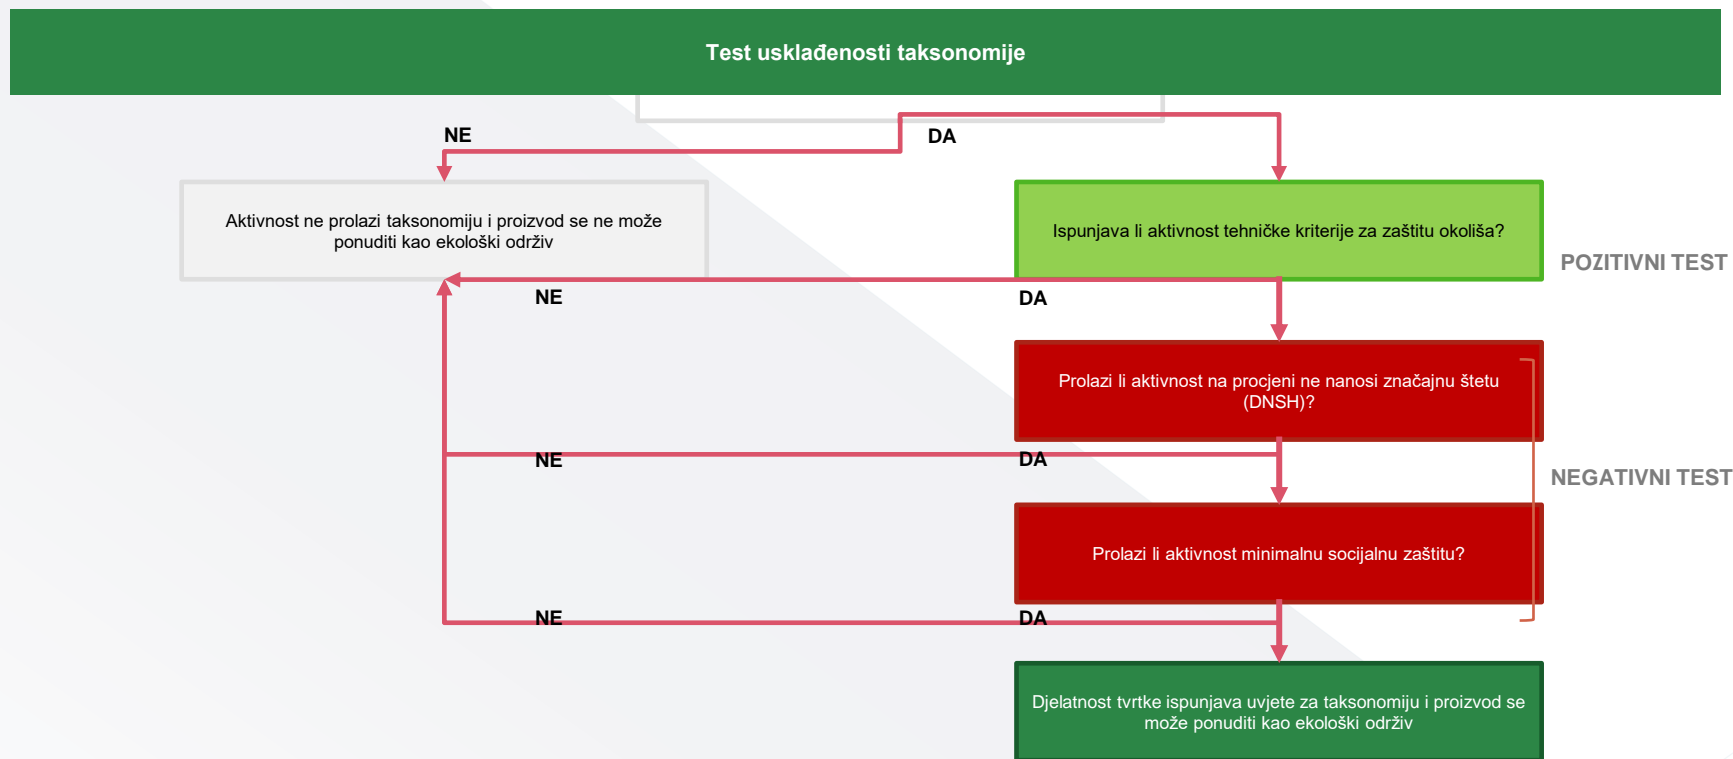 Test usklađenosti taksonomije
NE
DA
Aktivnost ne prolazi taksonomiju i proizvod se ne može
ponuditi kao ekološki održiv
Ispunjava li aktivnost tehničke kriterije za zaštitu okoliša?
POZITIVNI TEST
NE
DA
Prolazi li aktivnost na procjeni ne nanosi značajnu štetu
(DNSH)?
NE
DA
NEGATIVNI TEST
Prolazi li aktivnost minimalnu socijalnu zaštitu?
NE
DA
Djelatnost tvrtke ispunjava uvjete za taksonomiju i proizvod se
može ponuditi kao ekološki održiv